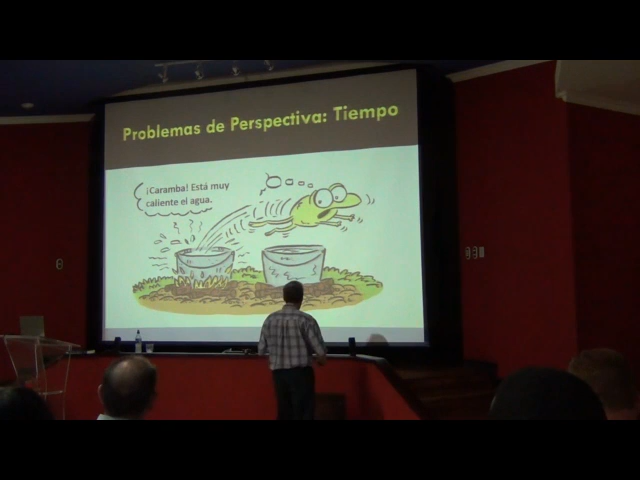 Problemas de Perspectiva: Tiempo
¡Caramba! Está muy
caliente el agua.